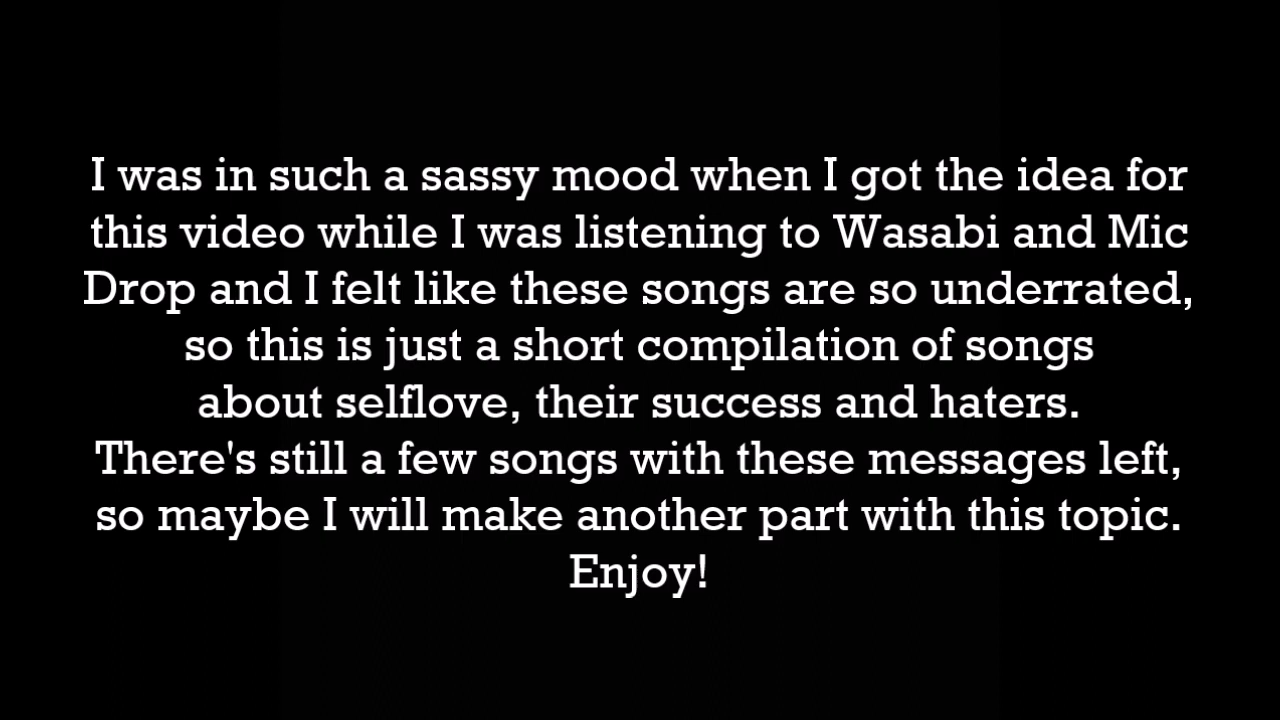 I was in such a sassy mood when I got the idea for
this video while I was listening to Wasabi and Mic
Drop and I felt like these songs are so underrated,
so this is just a short compilation of songs
about selflove, their success and haters.
There's still a few songs with these messages left,
so maybe I will make another part with this topic.
Enjoy!